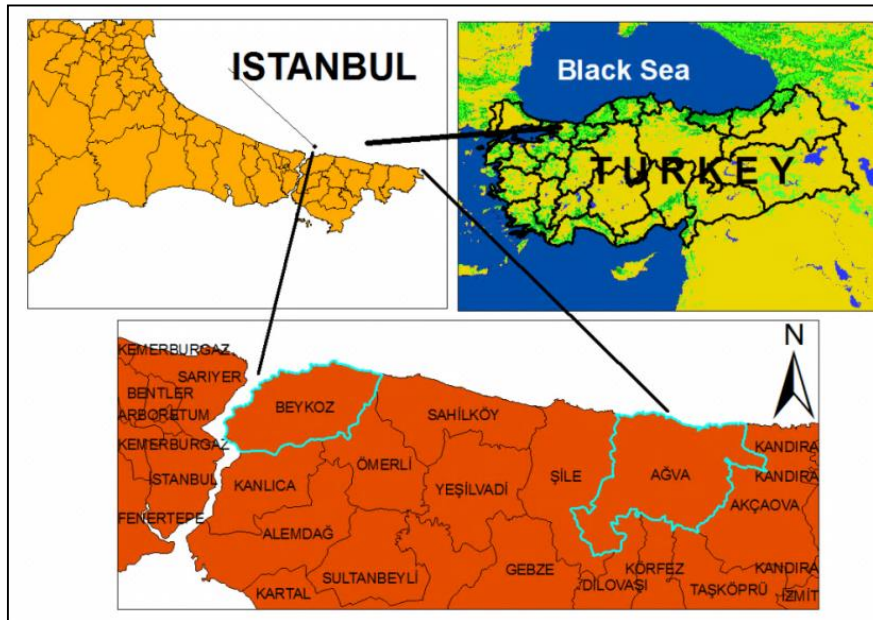 ISTANBUL
Black Sea
TURKEY
N
KEMERBURGAZ
SARIYER
BENTLER
ARBORETUM
KEMERBURGAZ
İSTANBUL
FENERTEPE
BEYKOZ
SAHİLKÖY
ÖMERLİ
KANLICA
YEŞİLVADİ
ŞİLE
AĞVA
KANDIRA
KANDIRA
AKÇAOVA
ALEMDAĞ
KARTAL
SULTANBEYLİ
GEBZE
DİLOVAŞI
KÖRFEZ
TAŞKÖPRÜ
KANDIRA
İZMİT